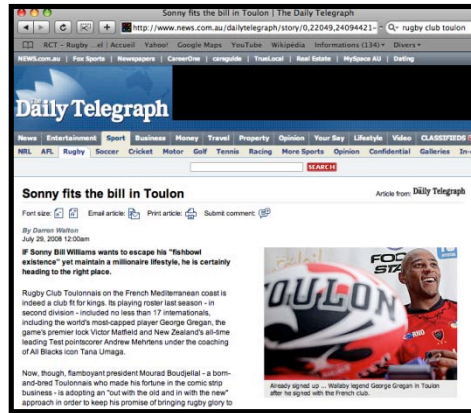 Sonny fits the bill in Toulon | The Daily Telegraph
http://www.news.com.au/dailytelegraph/story/0,22049,24094421-
rugby club toulon
RCT – Rugby ...el | Accueil Yahoo! Google Maps YouTube Wikipédia Informations (134) Divers
NEWS.com.au | Fox Sports | Newspapers | CareerOne | carsguide | TrueLocal | Real Estate | MySpace AU | Dating
The Daily Telegraph
News Entertainment Sport Business Money Travel Property Opinion Your Say Lifestyle Video CLASSIFIEDS
NRL AFL Rugby Soccer Cricket Motor Golf Tennis Racing More Sports Opinion Confidential Galleries In-
SEARCH
Sonny fits the bill in Toulon
Article from: The Daily Telegraph
Font size: Email article: Print article: Submit comment:
By Darren Walton
July 29, 2008 12:00am
IF Sonny Bill Williams wants to escape his "fishbowl
existence" yet maintain a millionaire lifestyle, he is certainly
heading to the right place.
Rugby Club Toulonnais on the French Mediterranean coast is
indeed a club fit for kings. Its playing roster last season - in
second division - included no less than 17 internationals,
including the world's most-capped player George Gregan, the
game's premier lock Victor Matfield and New Zealand's all-time
leading Test pointscorer Andrew Mehrtens under the coaching
of All Blacks icon Tana Umaga.
Now, though, flamboyant president Mourad Boudjellal - a born-
and-bred Toulonnais who made his fortune in the comic strip
business - is adopting an "out with the old and in with the new"
approach in order to keep his promise of bringing rugby glory to
TOULON
Already signed up ... Wallaby legend George Gregan in Toulon
after he signed with the French club.